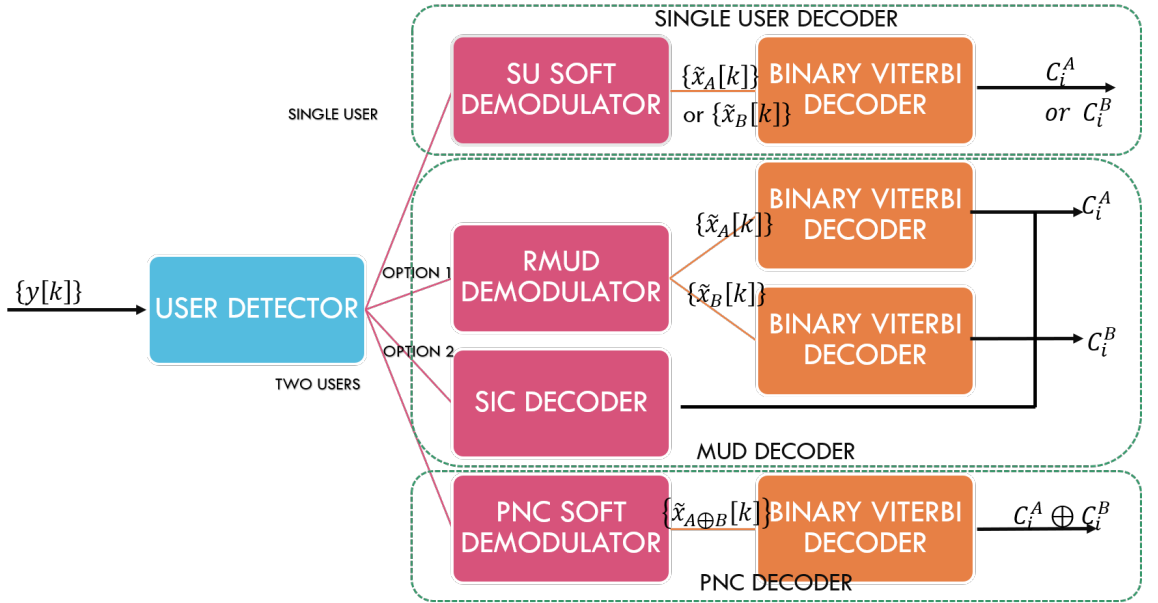 SINGLE USER DECODER
SU SOFT
DEMODULATOR
{x̃_A[k]}
or {x̃_B[k]}
BINARY VITERBI
DECODER
C_i^A
or C_i^B
SINGLE USER
{y[k]}
USER DETECTOR
OPTION 1
OPTION 2
TWO USERS
RMUD
DEMODULATOR
{x̃_A[k]}
{x̃_B[k]}
BINARY VITERBI
DECODER
C_i^A
BINARY VITERBI
DECODER
C_i^B
SIC DECODER
MUD DECODER
PNC SOFT
DEMODULATOR
{x̃_{A⊕B}[k]}
BINARY VITERBI
DECODER
C_i^A ⊕ C_i^B
PNC DECODER